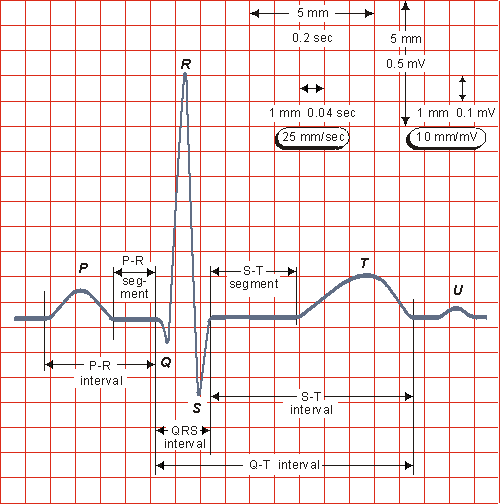 5 mm
0.2 sec
5 mm
0.5 mV
1 mm 0.04 sec
1 mm 0.1 mV
25 mm/sec
10 mm/mV
R
P
P-R
seg-
ment
S-T
segment
T
U
Q
P-R
interval
S
S-T
interval
QRS
interval
Q-T interval